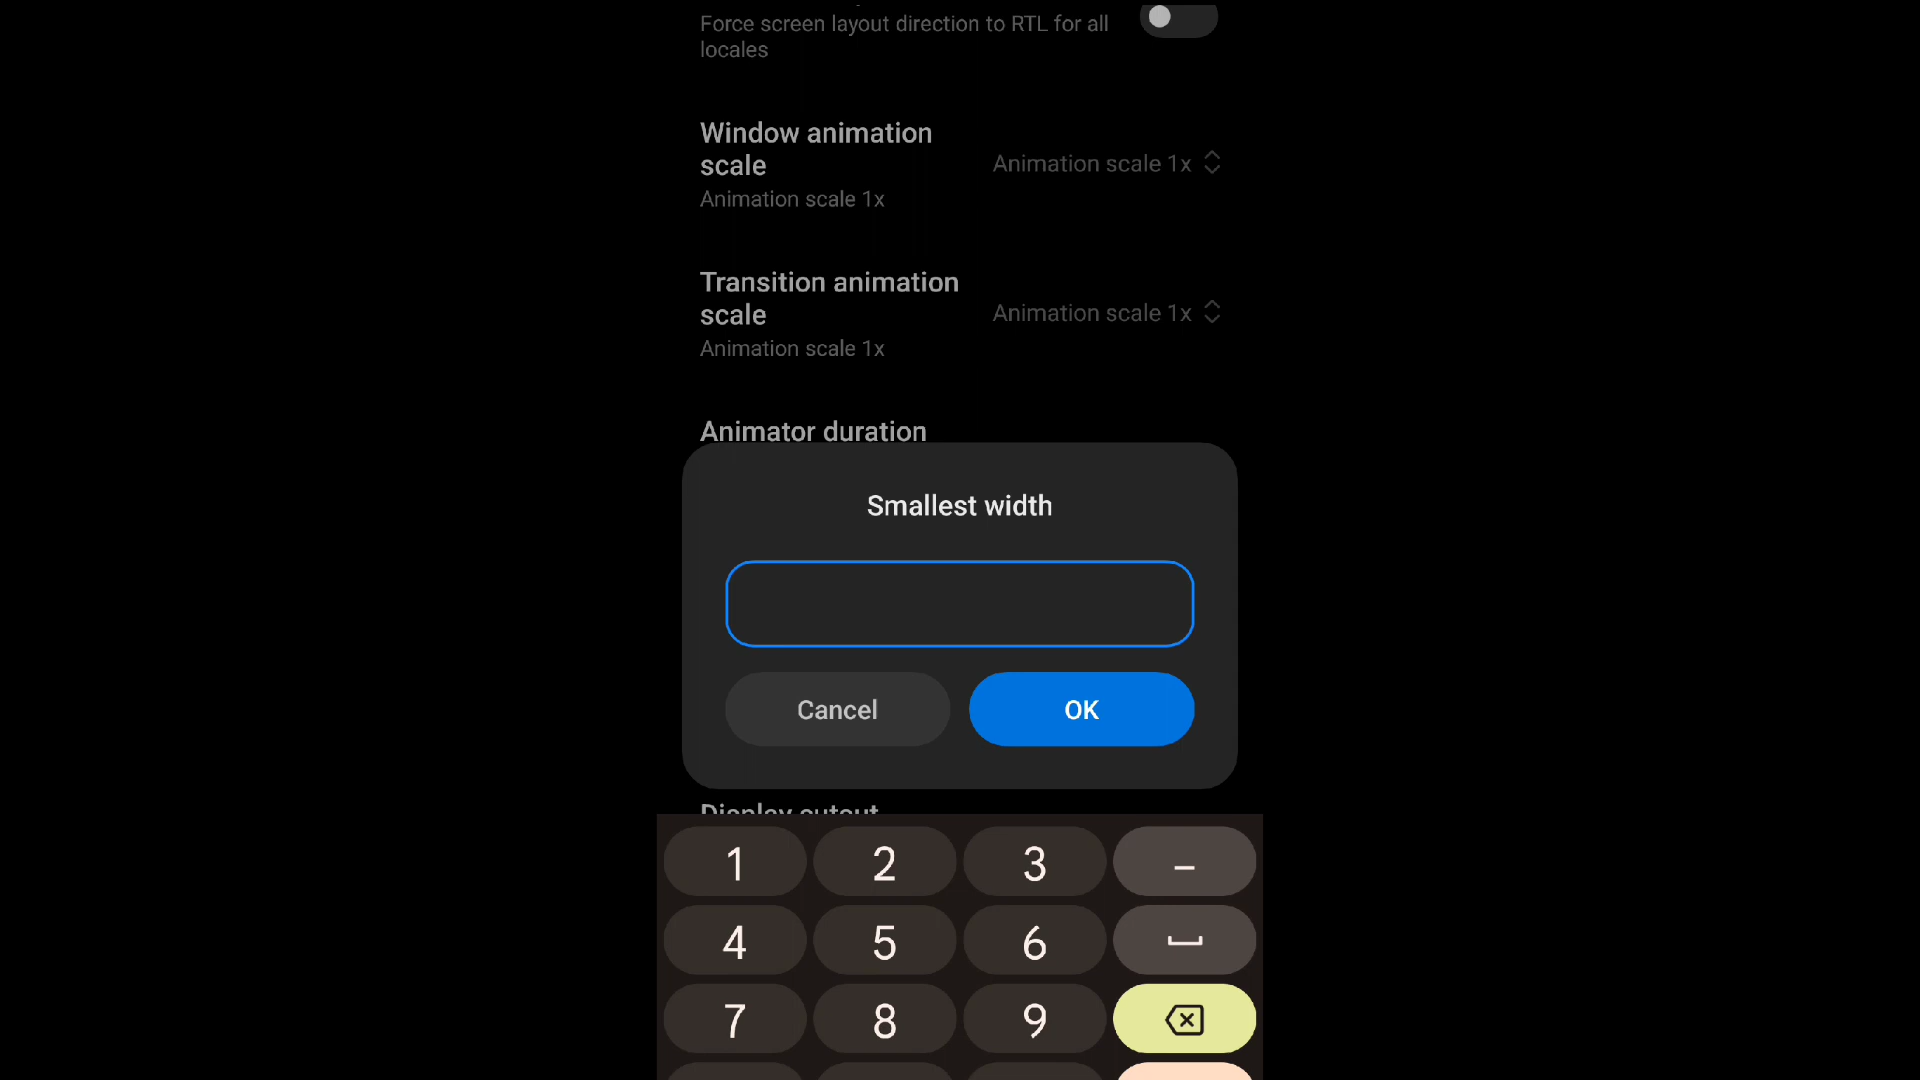 Force screen layout direction to RTL for all
locales
Window animation
scale
Animation scale 1x
Animation scale 1x
Transition animation
scale
Animation scale 1x
Animation scale 1x
Animator duration
Smallest width
Cancel
OK
Display cutout
1
2
3
–
4
5
6
7
8
9